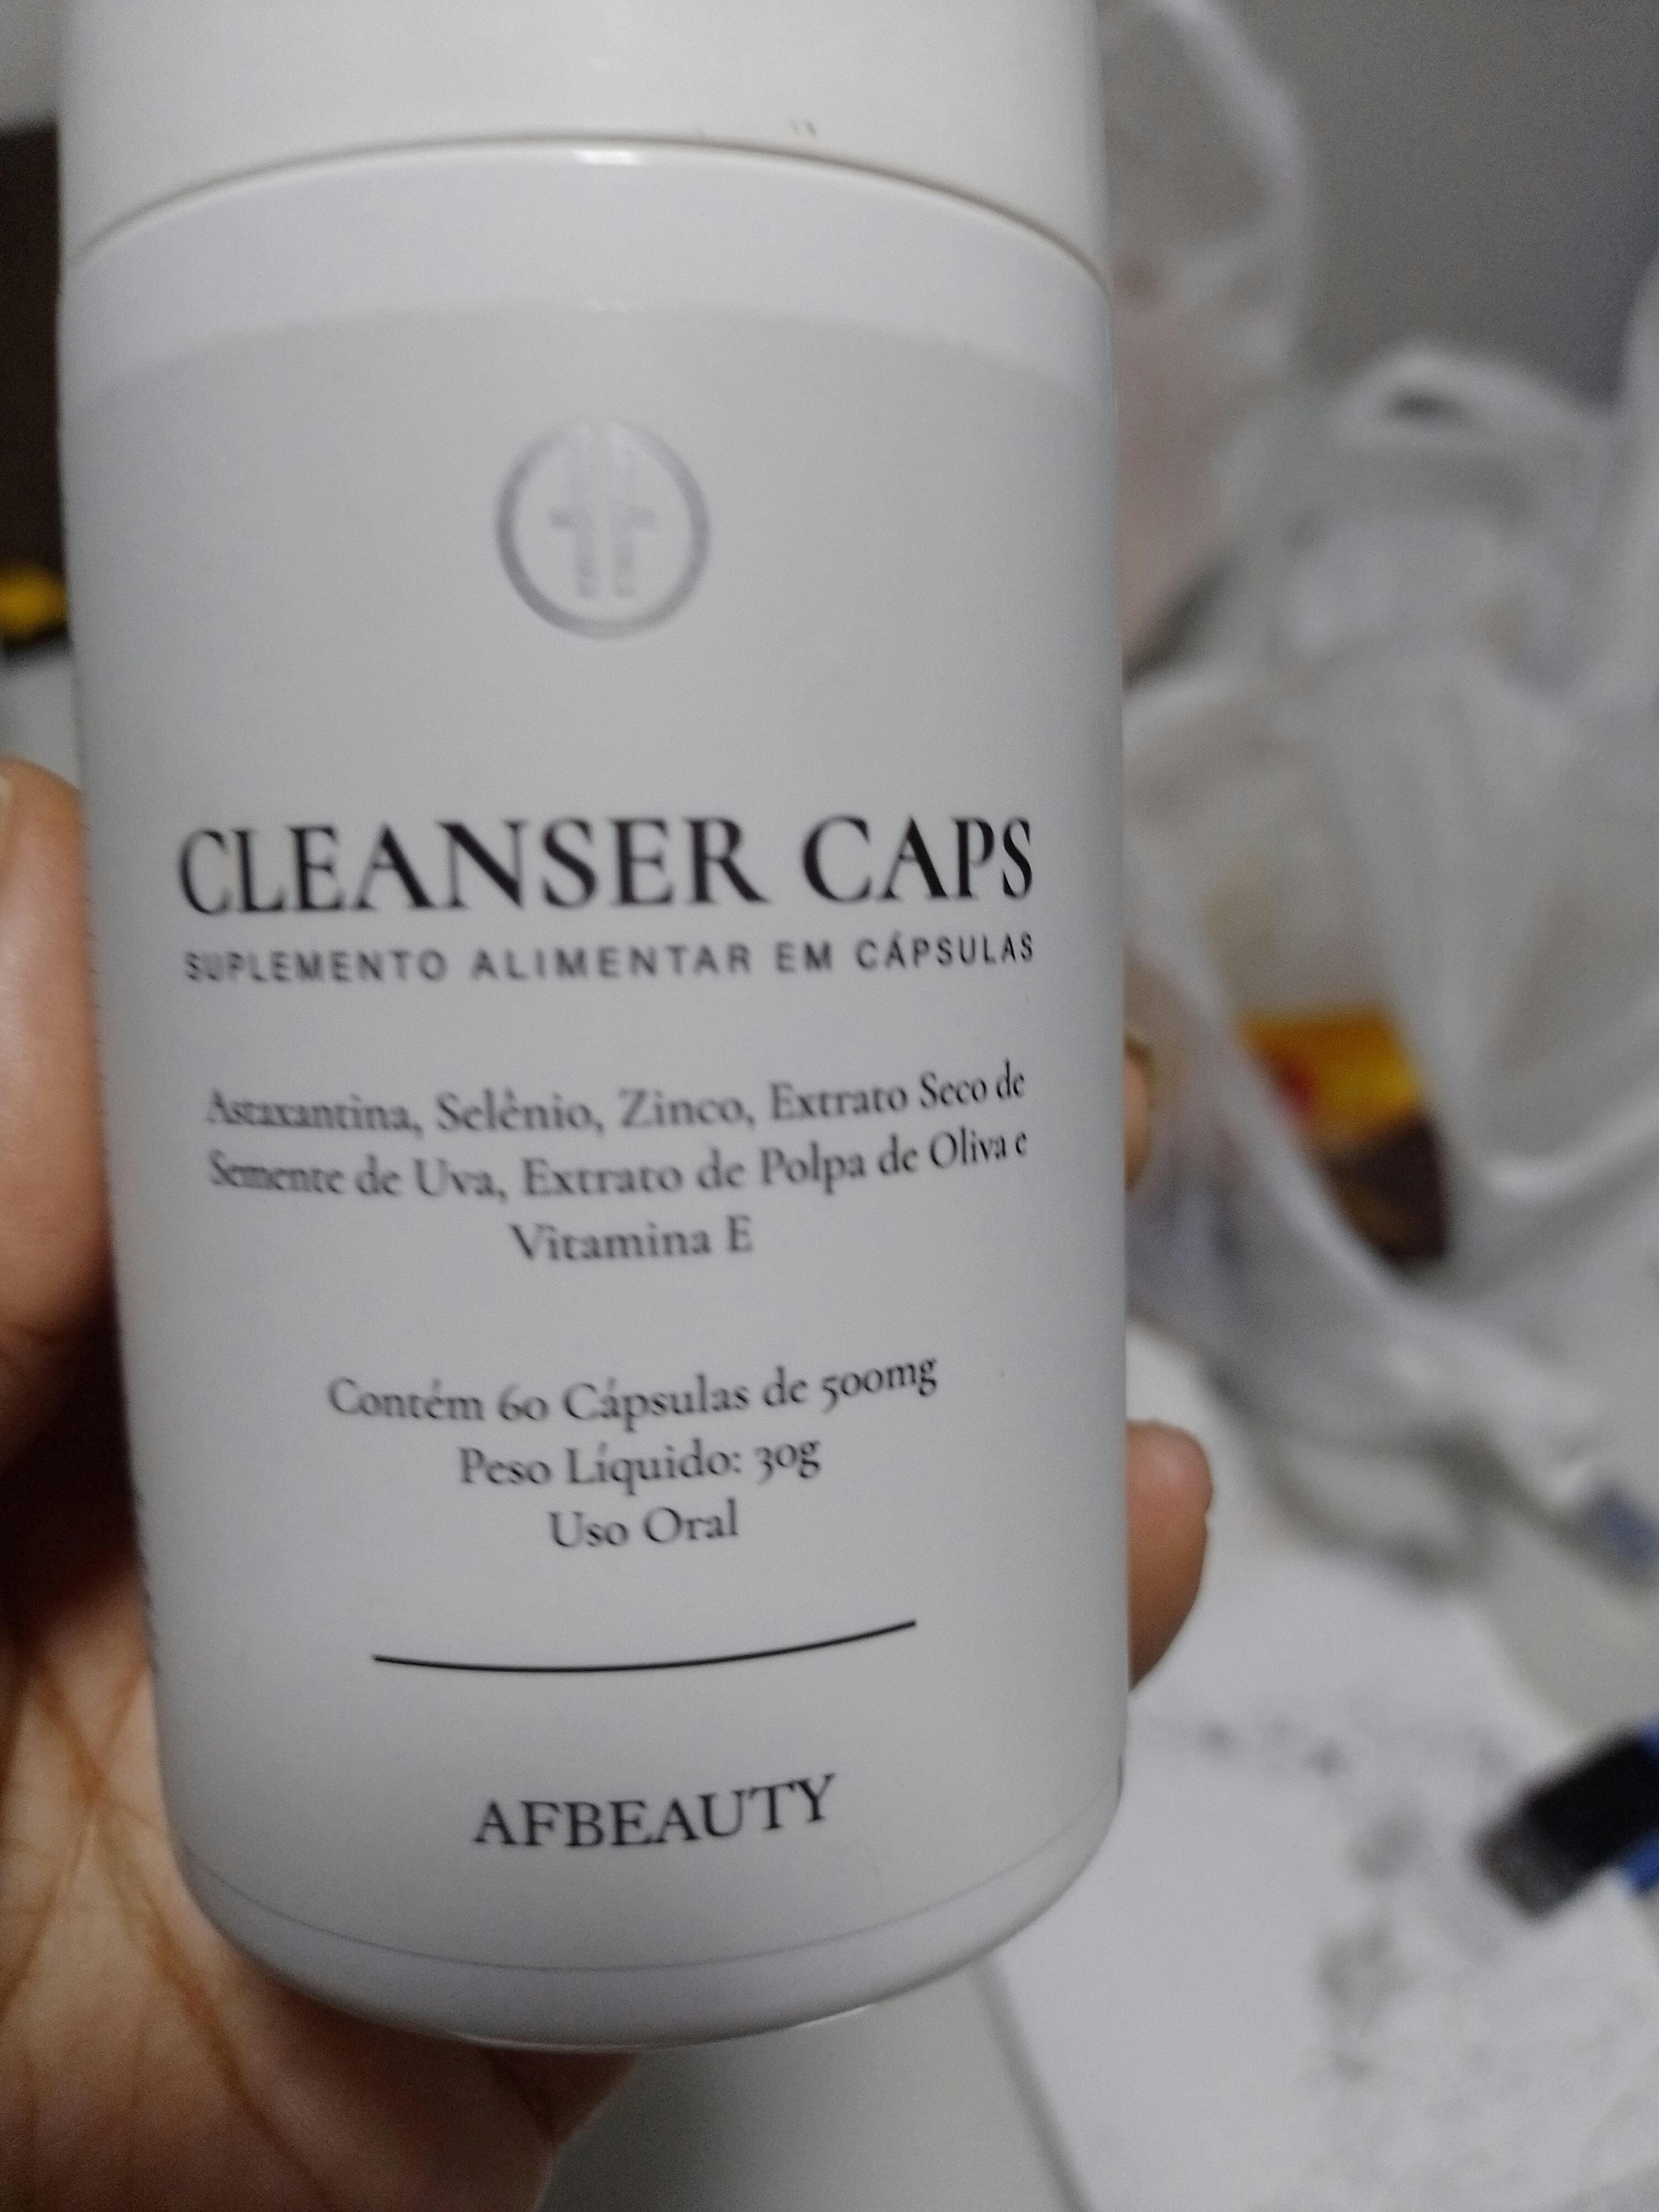 CLEANSER CAPS
SUPLEMENTO ALIMENTAR EM CÁPSULAS
Astaxantina, Selênio, Zinco, Extrato Seco de
Semente de Uva, Extrato de Polpa de Oliva e
Vitamina E
Contém 60 Cápsulas de 500mg
Peso Líquido: 30g
Uso Oral
AFBEAUTY